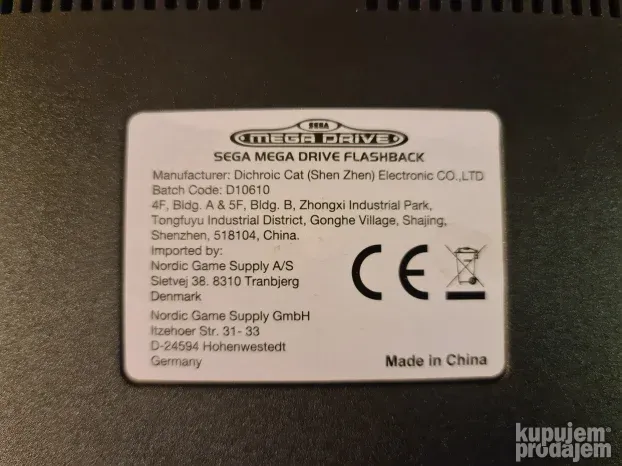 SEGA
MEGA DRIVE
SEGA MEGA DRIVE FLASHBACK
Manufacturer: Dichroic Cat (Shen Zhen) Electronic CO.,LTD
Batch Code: D10610
4F, Bldg. A & 5F, Bldg. B, Zhongxi Industrial Park,
Tongfuyu Industrial District, Gonghe Village, Shajing,
Shenzhen, 518104, China.
Imported by:
Nordic Game Supply A/S
Sletvej 38. 8310 Tranbjerg
Denmark
CE
Nordic Game Supply GmbH
Itzehoer Str. 31- 33
D-24594 Hohenwestedt
Germany
Made in China
kupujem
prodajem